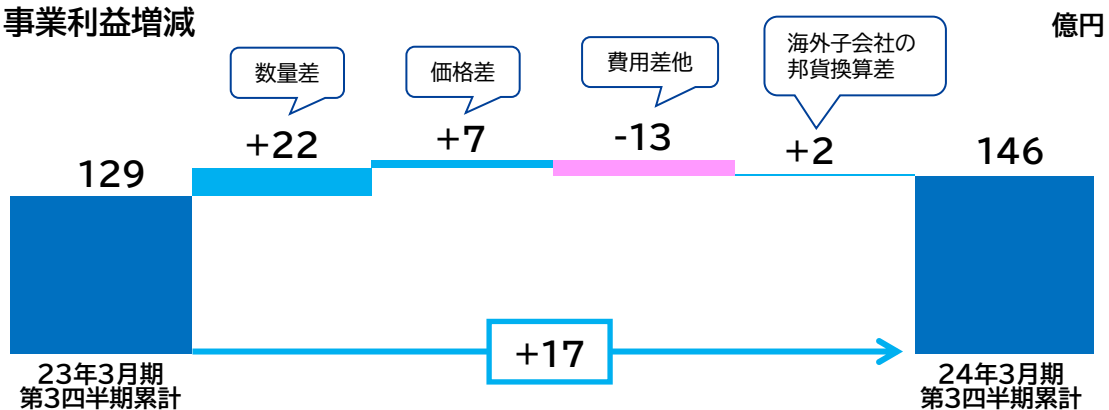 事業利益増減
億円
数量差
価格差
費用差他
海外子会社の
邦貨換算差
+22
+7
-13
+2
129
146
+17
23年3月期
第3四半期累計
24年3月期
第3四半期累計